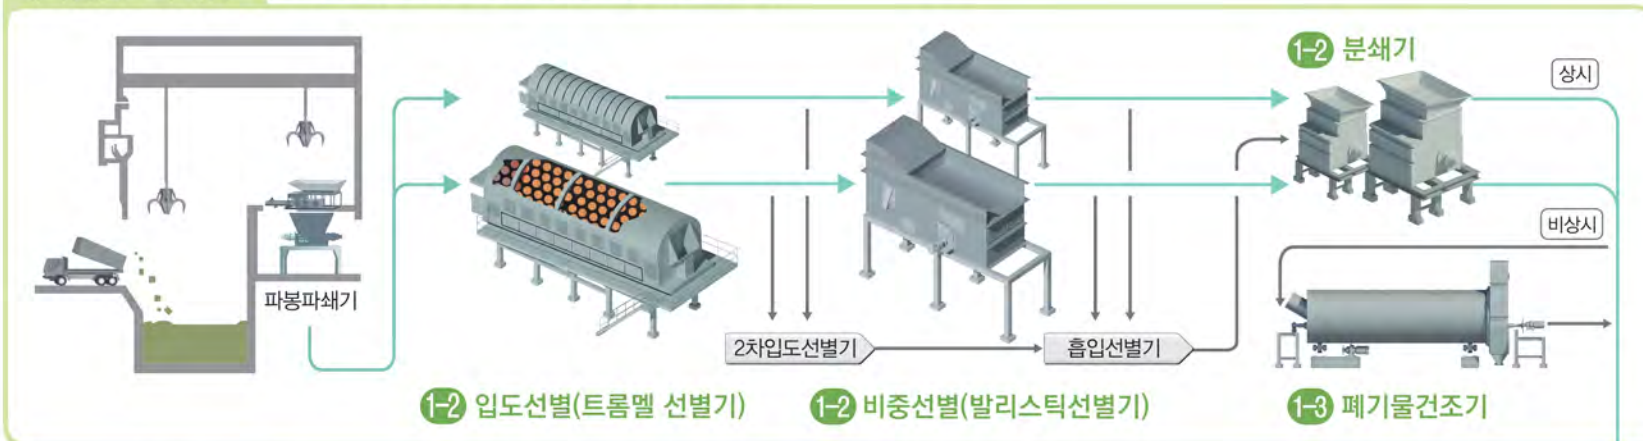 1-2 분쇄기
상시
비상시
파봉파쇄기
2차입도선별기
흡입선별기
1-2 입도선별(트롬멜 선별기)
1-2 비중선별(발리스틱선별기)
1-3 폐기물건조기